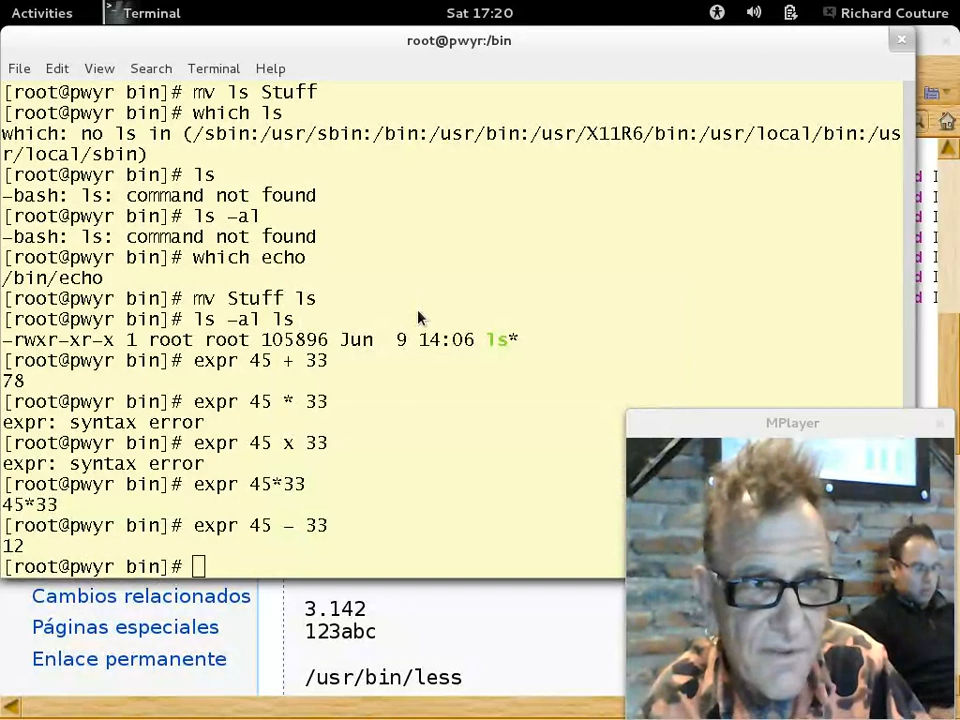 Activities
Terminal
Sat 17:20
Richard Couture
root@pwyr:/bin
File Edit View Search Terminal Help
[root@pwyr bin]# mv ls Stuff
[root@pwyr bin]# which ls
which: no ls in (/sbin:/usr/sbin:/bin:/usr/bin:/usr/X11R6/bin:/usr/local/bin:/us
r/local/sbin)
[root@pwyr bin]# ls
-bash: ls: command not found
[root@pwyr bin]# ls -al
-bash: ls: command not found
[root@pwyr bin]# which echo
/bin/echo
[root@pwyr bin]# mv Stuff ls
[root@pwyr bin]# ls -al ls
-rwxr-xr-x 1 root root 105896 Jun  9 14:06 ls*
[root@pwyr bin]# expr 45 + 33
78
[root@pwyr bin]# expr 45 * 33
expr: syntax error
[root@pwyr bin]# expr 45 x 33
expr: syntax error
[root@pwyr bin]# expr 45*33
45*33
[root@pwyr bin]# expr 45 - 33
12
[root@pwyr bin]#
MPlayer
Cambios relacionados
Páginas especiales
Enlace permanente
3.142
123abc
/usr/bin/less